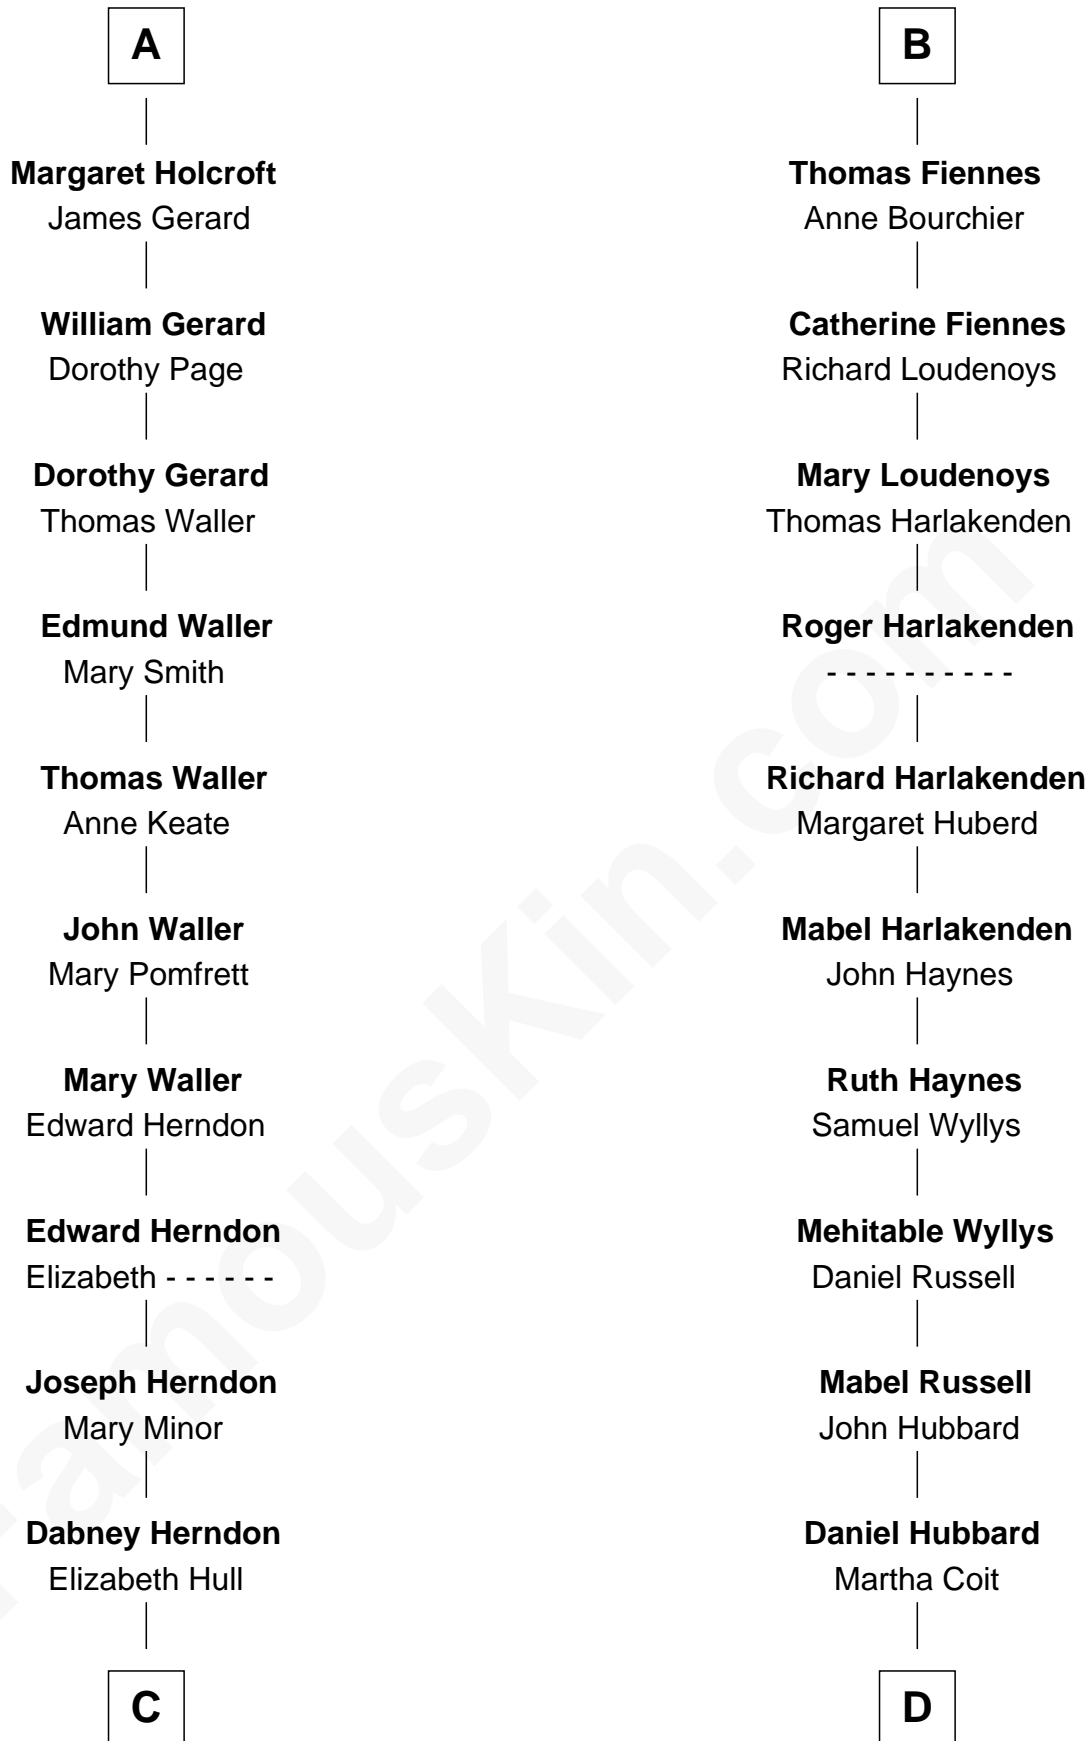 A
Margaret Holcroft
James Gerard
William Gerard
Dorothy Page
Dorothy Gerard
Thomas Waller
Edmund Waller
Mary Smith
Thomas Waller
Anne Keate
John Waller
Mary Pomfrett
Mary Waller
Edward Herndon
Edward Herndon
Elizabeth - - - - - -
Joseph Herndon
Mary Minor
Dabney Herndon
Elizabeth Hull
C
B
Thomas Fiennes
Anne Bourchier
Catherine Fiennes
Richard Loudenoys
Mary Loudenoys
Thomas Harlakenden
Roger Harlakenden
- - - - - - - - - -
Richard Harlakenden
Margaret Huberd
Mabel Harlakenden
John Haynes
Ruth Haynes
Samuel Wyllys
Mehitable Wyllys
Daniel Russell
Mabel Russell
John Hubbard
Daniel Hubbard
Martha Coit
D
FamousKin.com